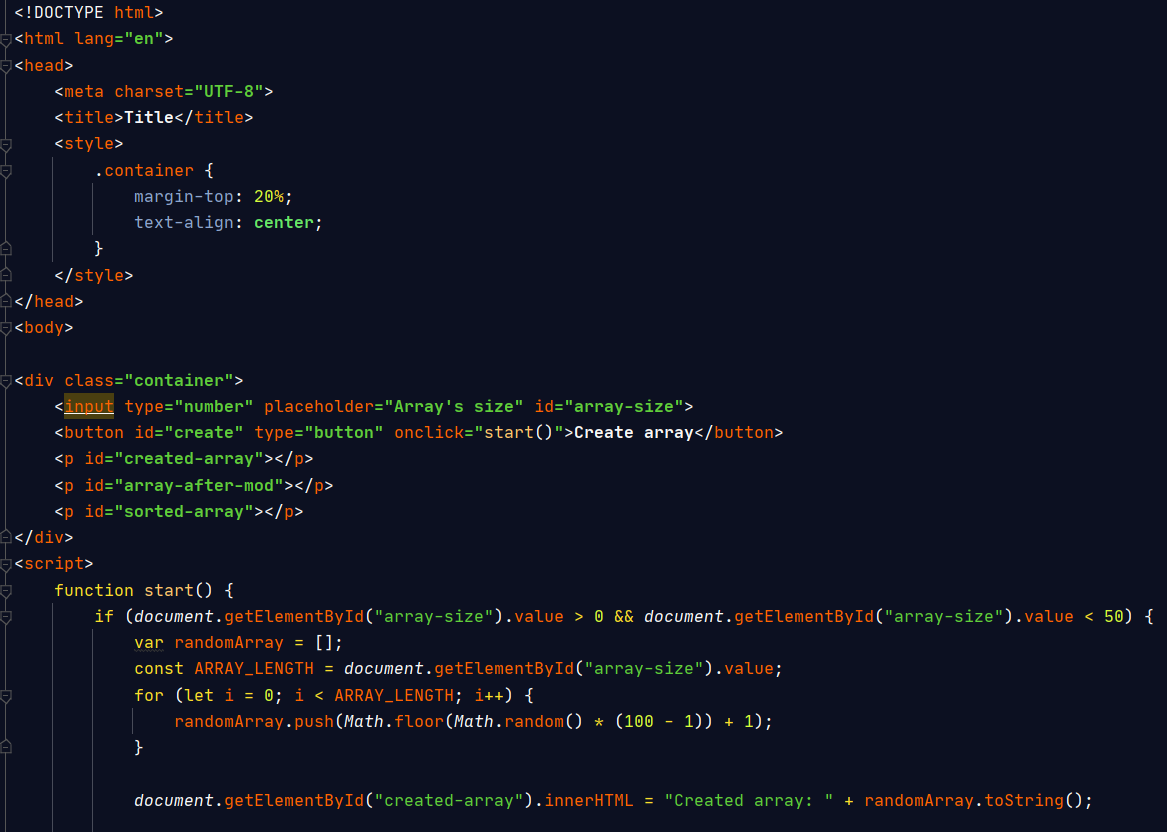 <!DOCTYPE html>
<html lang="en">
<head>
    <meta charset="UTF-8">
    <title>Title</title>
    <style>
        .container {
            margin-top: 20%;
            text-align: center;
        }
    </style>
</head>
<body>

<div class="container">
    <input type="number" placeholder="Array's size" id="array-size">
    <button id="create" type="button" onclick="start()">Create array</button>
    <p id="created-array"></p>
    <p id="array-after-mod"></p>
    <p id="sorted-array"></p>
</div>
<script>
    function start() {
        if (document.getElementById("array-size").value > 0 && document.getElementById("array-size").value < 50) {
            var randomArray = [];
            const ARRAY_LENGTH = document.getElementById("array-size").value;
            for (let i = 0; i < ARRAY_LENGTH; i++) {
                randomArray.push(Math.floor(Math.random() * (100 - 1)) + 1);
            }

            document.getElementById("created-array").innerHTML = "Created array: " + randomArray.toString();